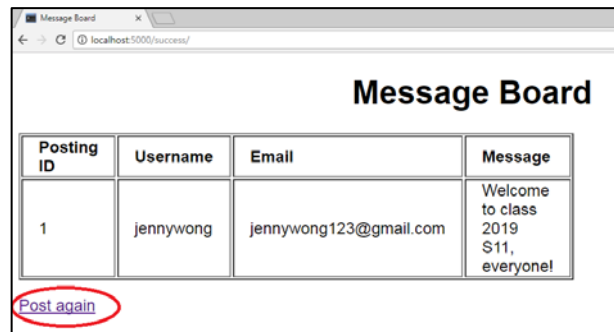 Message Board
localhost:5000/success/
Message Board
Posting ID Username Email Message
1 jennywong jennywong123@gmail.com Welcome to class 2019 S11, everyone!
Post again